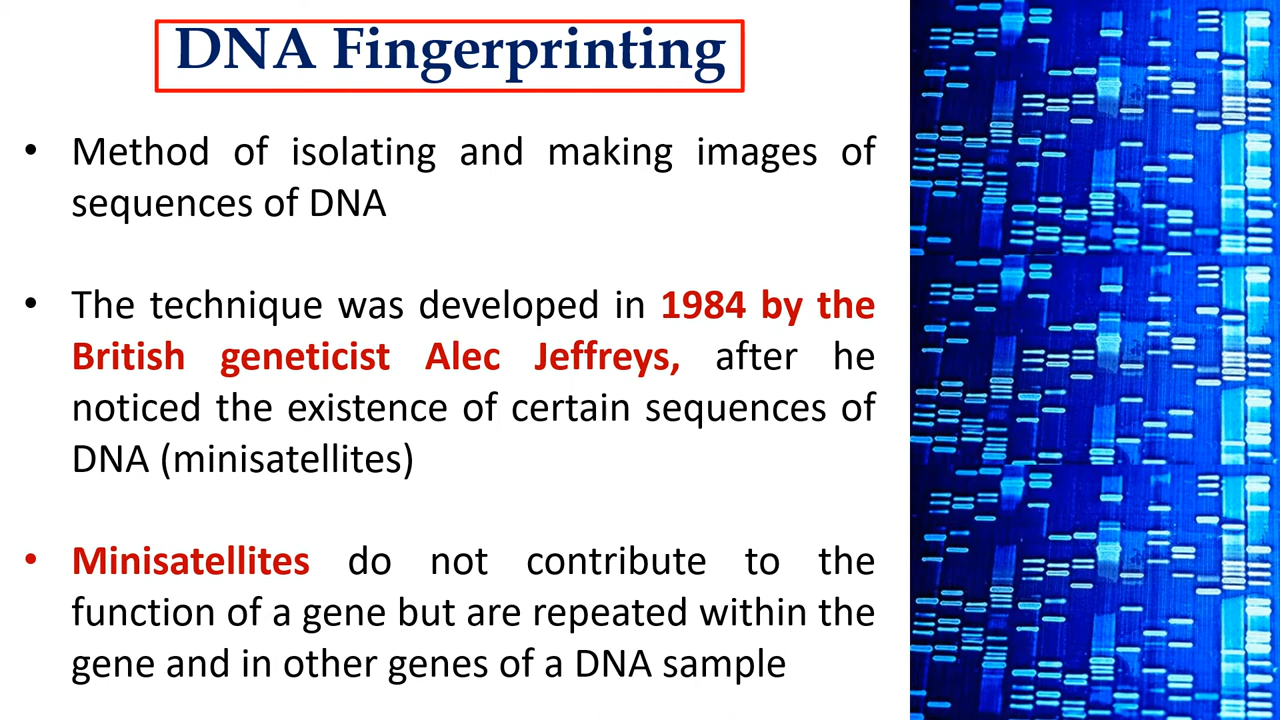 DNA Fingerprinting
• Method of isolating and making images of
sequences of DNA
• The technique was developed in 1984 by the
British geneticist Alec Jeffreys, after he
noticed the existence of certain sequences of
DNA (minisatellites)
• Minisatellites do not contribute to the
function of a gene but are repeated within the
gene and in other genes of a DNA sample